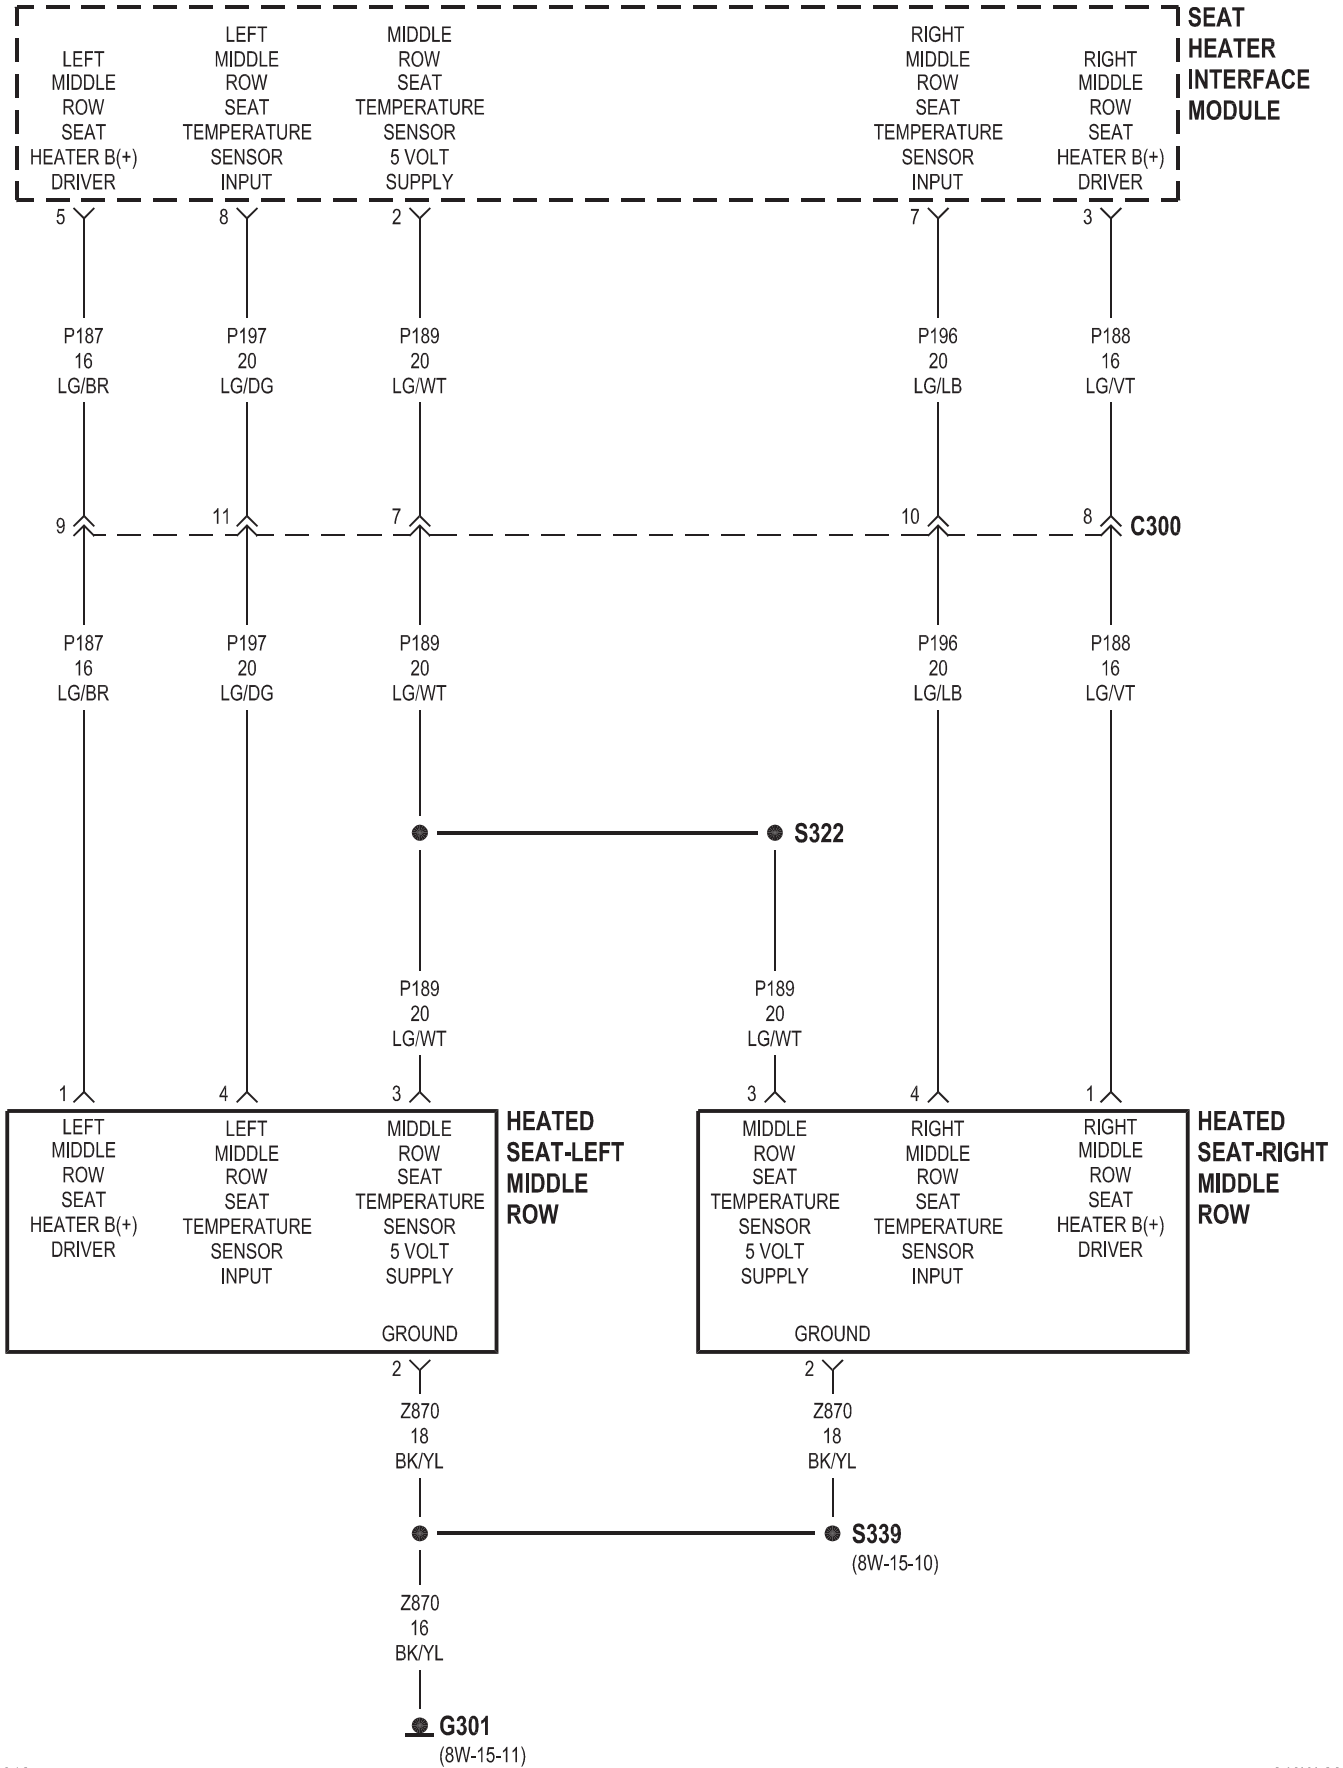 SEAT
HEATER
INTERFACE
MODULE
LEFT
MIDDLE
ROW
SEAT
HEATER B(+)
DRIVER
LEFT
MIDDLE
ROW
SEAT
TEMPERATURE
SENSOR
INPUT
MIDDLE
ROW
SEAT
TEMPERATURE
SENSOR
5 VOLT
SUPPLY
RIGHT
MIDDLE
ROW
SEAT
TEMPERATURE
SENSOR
INPUT
RIGHT
MIDDLE
ROW
SEAT
HEATER B(+)
DRIVER
5
8
2
7
3
P187
16
LG/BR
P197
20
LG/DG
P189
20
LG/WT
P196
20
LG/LB
P188
16
LG/VT
9
11
7
10
8
C300
P187
16
LG/BR
P197
20
LG/DG
P189
20
LG/WT
P196
20
LG/LB
P188
16
LG/VT
S322
P189
20
LG/WT
P189
20
LG/WT
1
4
3
3
4
1
LEFT
MIDDLE
ROW
SEAT
HEATER B(+)
DRIVER
LEFT
MIDDLE
ROW
SEAT
TEMPERATURE
SENSOR
INPUT
MIDDLE
ROW
SEAT
TEMPERATURE
SENSOR
5 VOLT
SUPPLY
GROUND
HEATED
SEAT-LEFT
MIDDLE
ROW
MIDDLE
ROW
SEAT
TEMPERATURE
SENSOR
5 VOLT
SUPPLY
RIGHT
MIDDLE
ROW
SEAT
TEMPERATURE
SENSOR
INPUT
RIGHT
MIDDLE
ROW
SEAT
HEATER B(+)
DRIVER
GROUND
HEATED
SEAT-RIGHT
MIDDLE
ROW
2
2
Z870
18
BK/YL
Z870
18
BK/YL
S339
(8W-15-10)
Z870
16
BK/YL
G301
(8W-15-11)